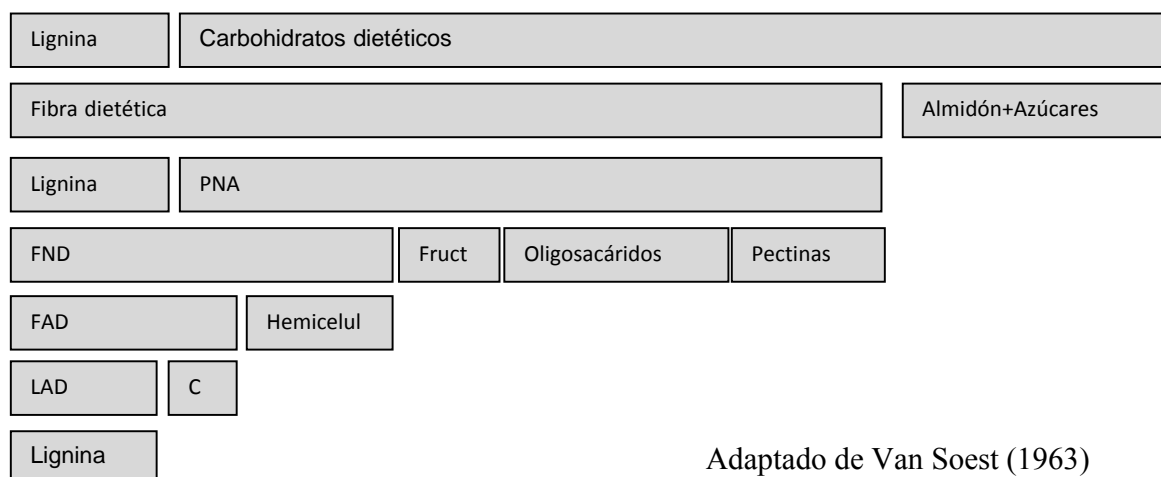 Lignina Carbohidratos dietéticos
Fibra dietética Almidón+Azúcares
Lignina PNA
FND Fruct Oligosacáridos Pectinas
FAD Hemicelul
LAD C
Lignina
Adaptado de Van Soest (1963)